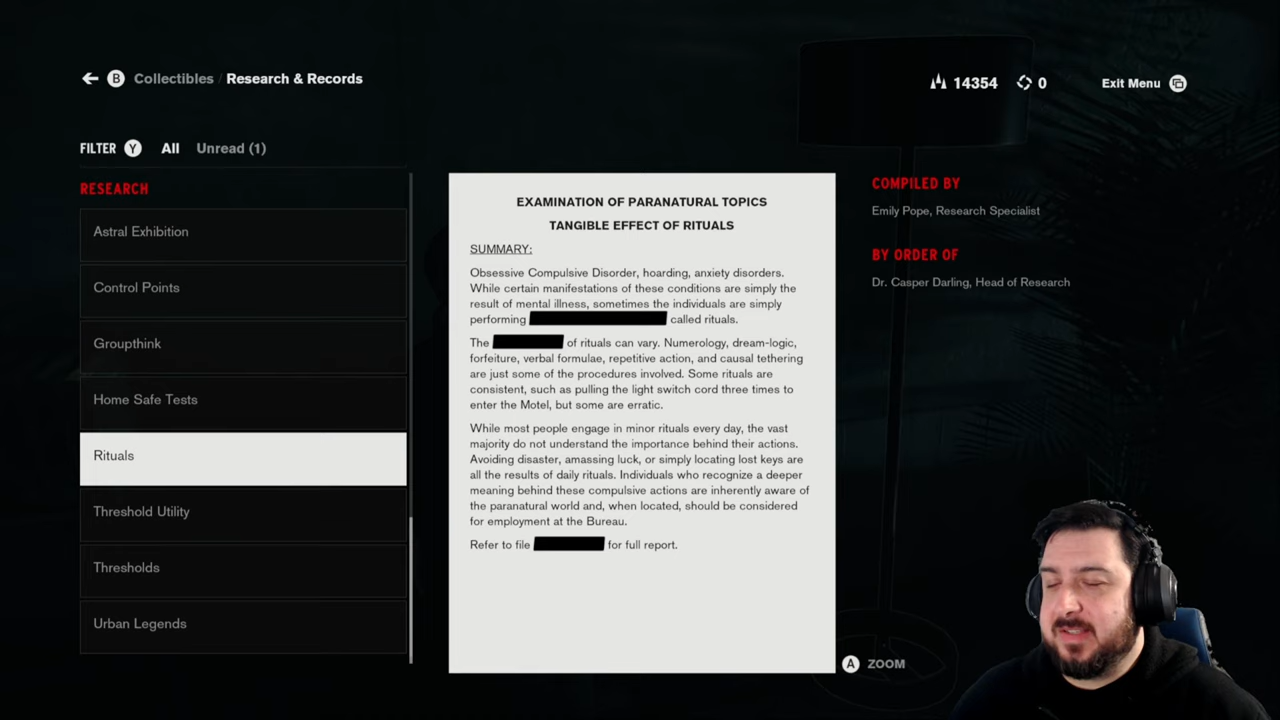 B Collectibles / Research & Records
14354 0 Exit Menu
FILTER Y All Unread (1)
RESEARCH
Astral Exhibition
Control Points
Groupthink
Home Safe Tests
Rituals
Threshold Utility
Thresholds
Urban Legends
EXAMINATION OF PARANATURAL TOPICS
TANGIBLE EFFECT OF RITUALS
SUMMARY:
Obsessive Compulsive Disorder, hoarding, anxiety disorders.
While certain manifestations of these conditions are simply the
result of mental illness, sometimes the individuals are simply
performing called rituals.
The of rituals can vary. Numerology, dream-logic,
forfeiture, verbal formulae, repetitive action, and causal tethering
are just some of the procedures involved. Some rituals are
consistent, such as pulling the light switch cord three times to
enter the Motel, but some are erratic.
While most people engage in minor rituals every day, the vast
majority do not understand the importance behind their actions.
Avoiding disaster, amassing luck, or simply locating lost keys are
all the results of daily rituals. Individuals who recognize a deeper
meaning behind these compulsive actions are inherently aware of
the paranatural world and, when located, should be considered
for employment at the Bureau.
Refer to file for full report.
COMPILED BY
Emily Pope, Research Specialist
BY ORDER OF
Dr. Casper Darling, Head of Research
A ZOOM